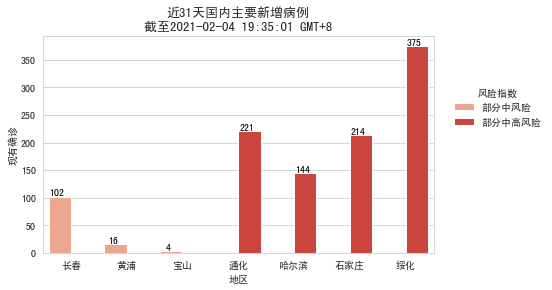 近31天国内主要新增病例
截至2021-02-04 19:35:01 GMT+8
现有确诊
350
300
250
200
150
100
50
0
102
16
4
221
144
214
375
长春 黄浦 宝山 通化 哈尔滨 石家庄 绥化
地区
风险指数
部分中风险
部分中高风险